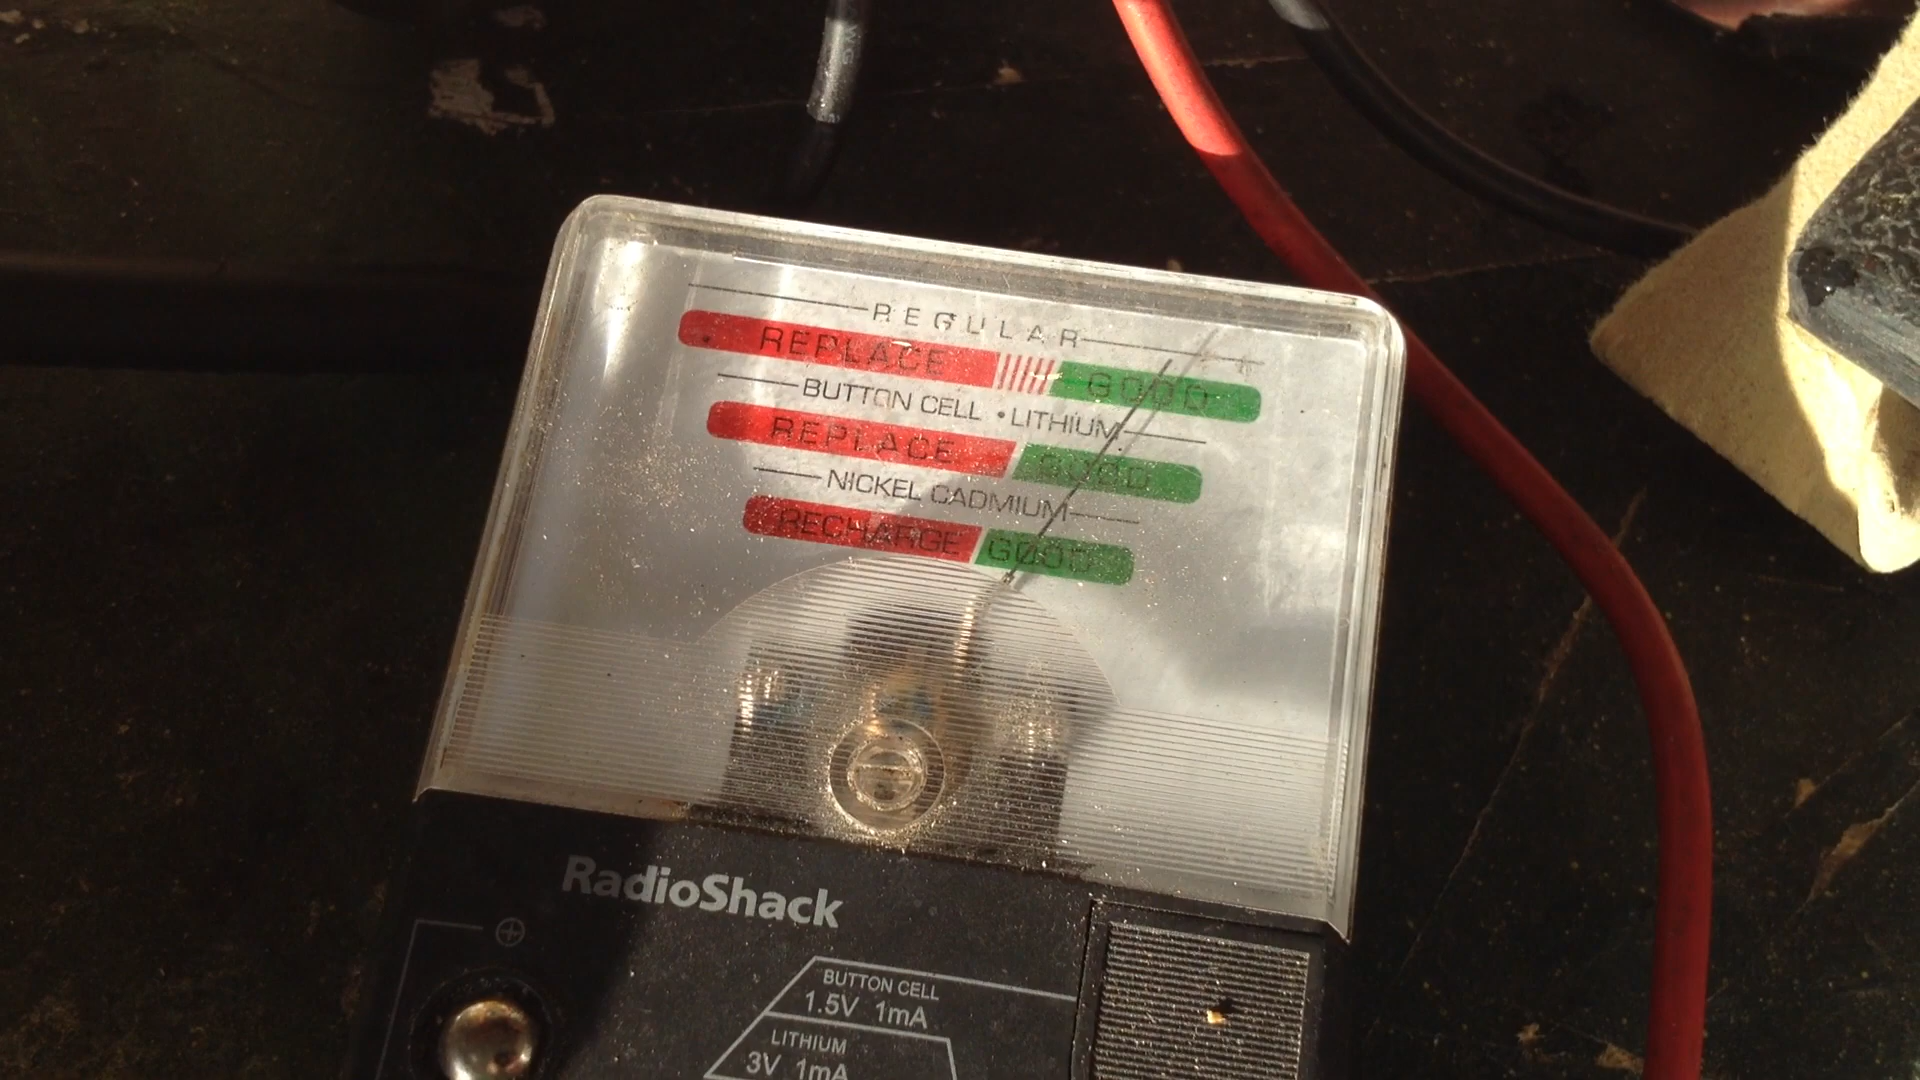 REGULAR
REPLACE GOOD
BUTTON CELL • LITHIUM
REPLACE GOOD
NICKEL CADMIUM
RECHARGE GOOD
RadioShack
+
BUTTON CELL
1.5V 1mA
LITHIUM
3V 1mA